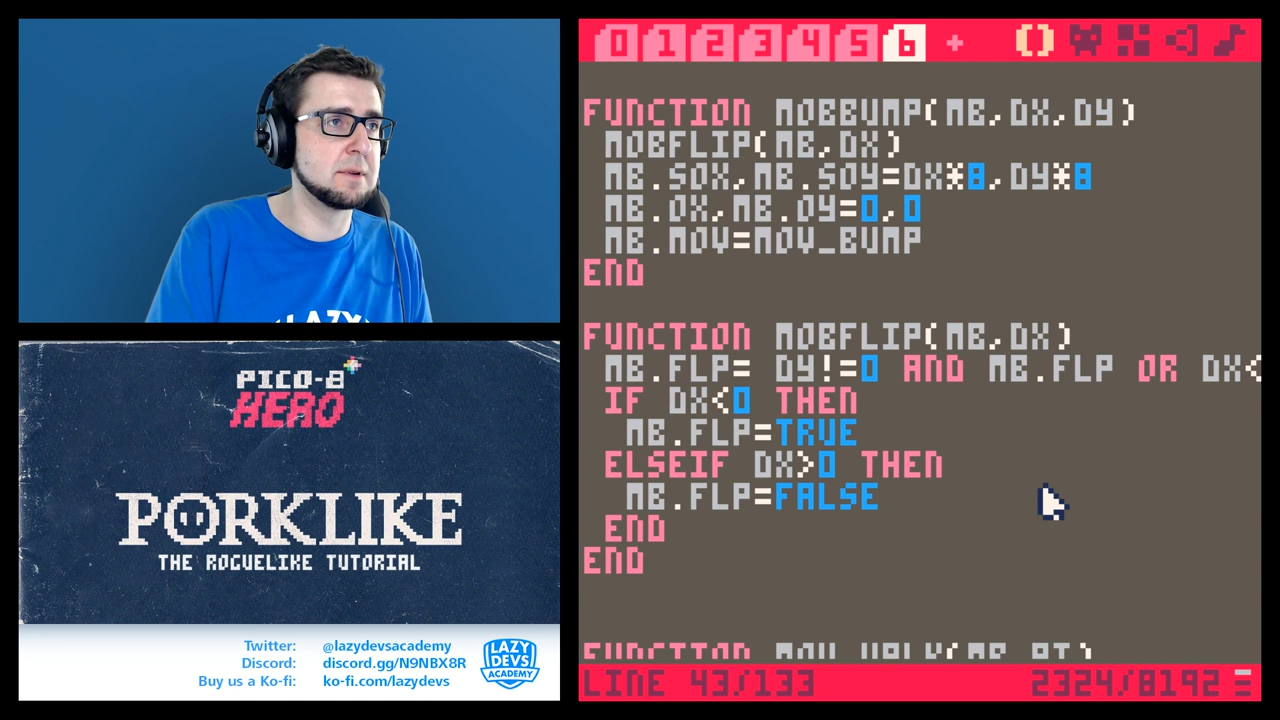 0 1 2 3 4 5 6 +
FUNCTION MOBBUMP(MB,DX,DY)
MOBFLIP(MB,DX)
MB.SOX,MB.SOY=DX*8,DY*8
MB.OX,MB.OY=0,0
MB.MOV=MOV_BUMP
END
FUNCTION MOBFLIP(MB,DX)
MB.FLP= DY!=0 AND MB.FLP OR DX<
IF DX<0 THEN
MB.FLP=TRUE
ELSEIF DX>0 THEN
MB.FLP=FALSE
END
END
FUNCTION MOV_WALK(MB,AT)
LINE 43/133 2324/8192
PICO-8
HERO
PORKLIKE
THE ROGUELIKE TUTORIAL
Twitter: @lazydevsacademy
Discord: discord.gg/N9NBX8R
Buy us a Ko-fi: ko-fi.com/lazydevs
LAZY
DEVS
ACADEMY